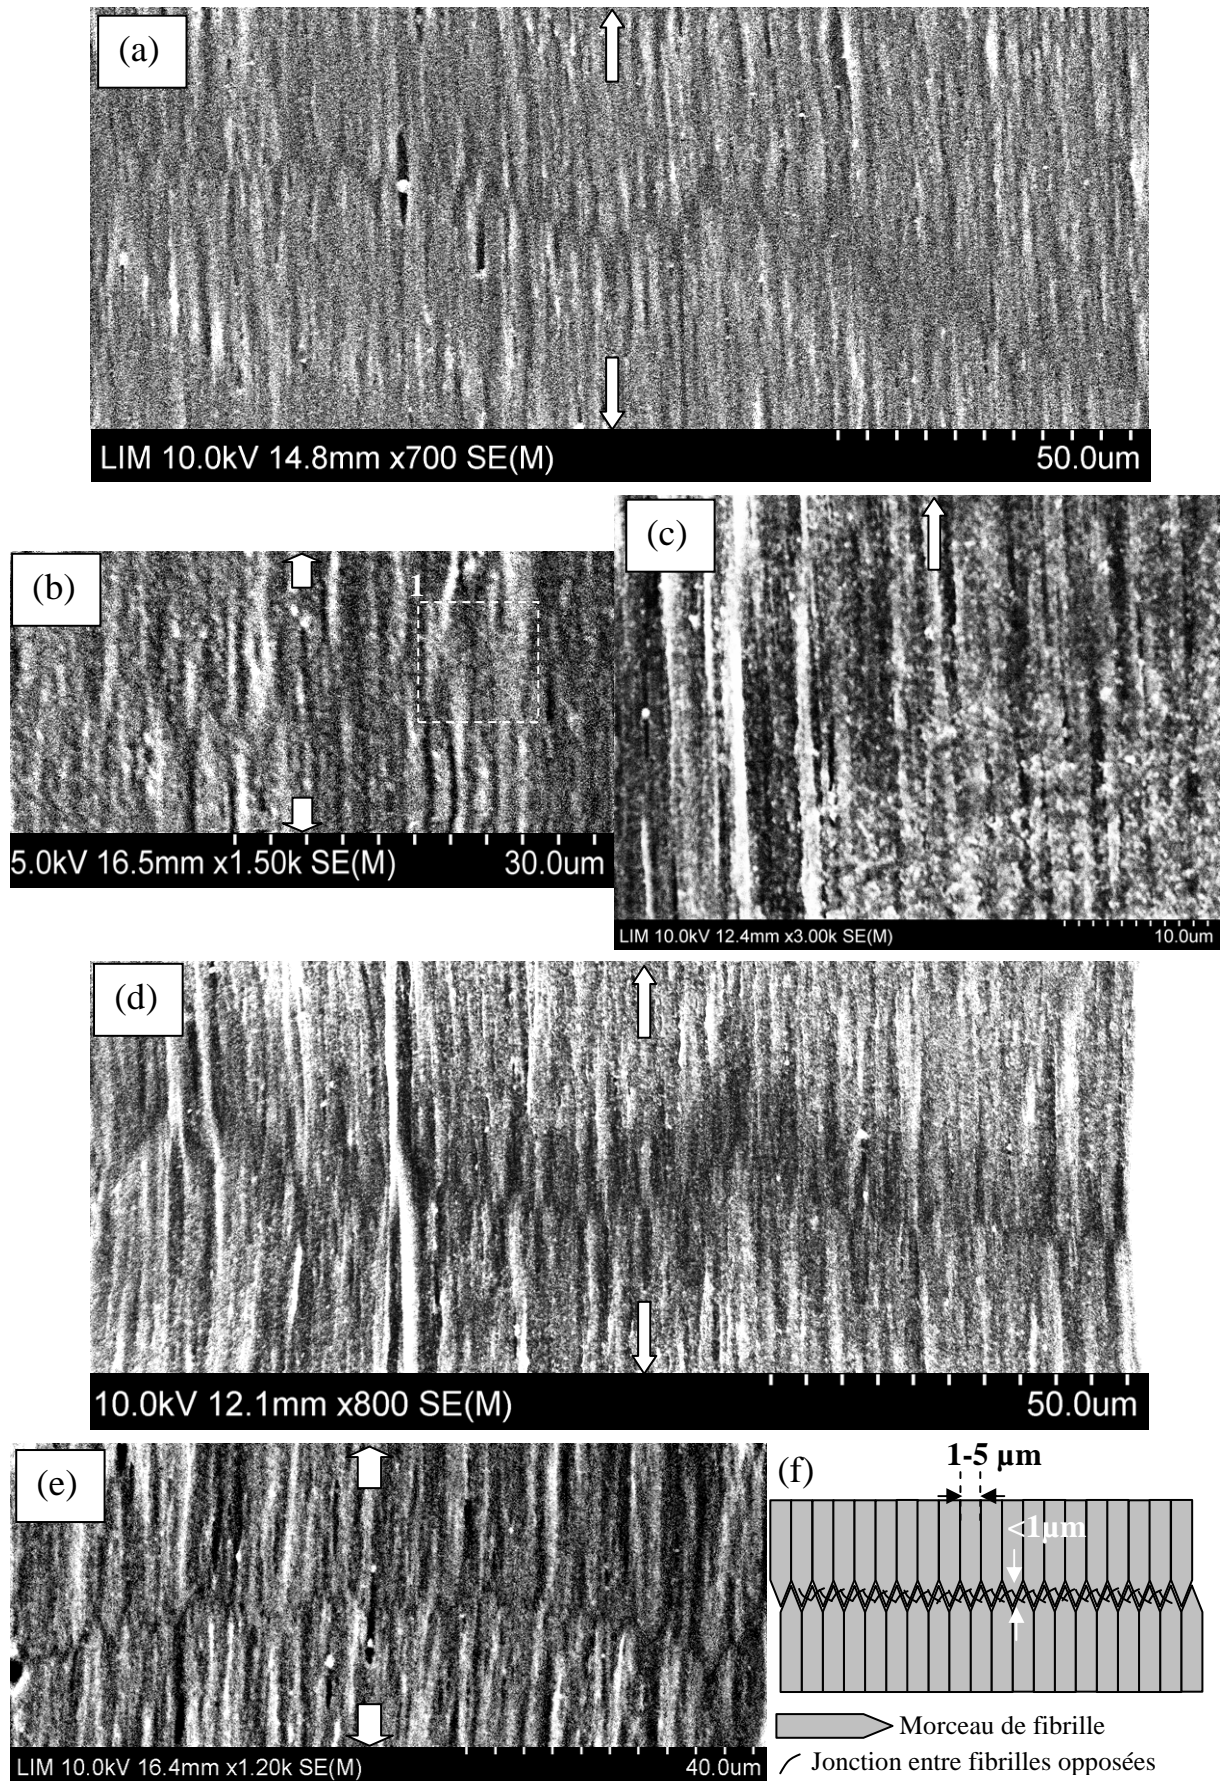 (a)
LIM 10.0kV 14.8mm x700 SE(M) 50.0um
(b)
1
5.0kV 16.5mm x1.50k SE(M) 30.0um
(c)
LIM 10.0kV 12.4mm x3.00k SE(M) 10.0um
(d)
10.0kV 12.1mm x800 SE(M) 50.0um
(e)
LIM 10.0kV 16.4mm x1.20k SE(M) 40.0um
(f)
1-5 µm
<1µm
Morceau de fibrille
Jonction entre fibrilles opposées